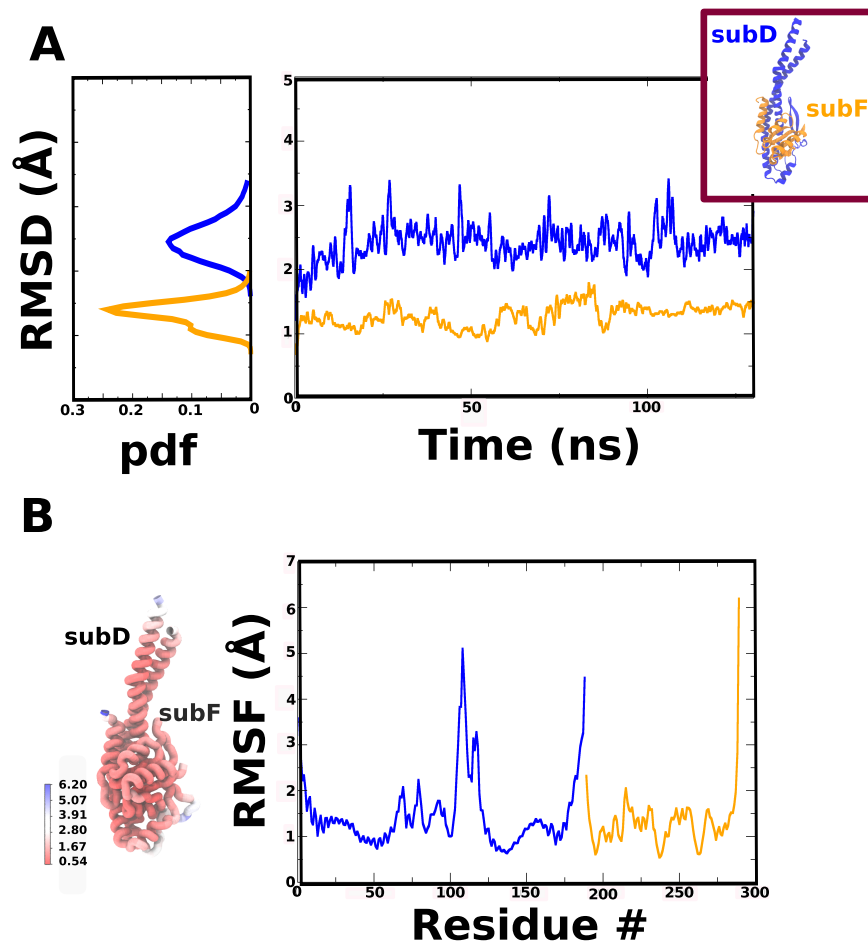 A
subD
subF
RMSD (Å)
5
4
3
2
1
0
0.3 0.2 0.1 0
0 50 100
pdf
Time (ns)
B
subD
subF
6.20
5.07
3.91
2.80
1.67
0.54
RMSF (Å)
7
6
5
4
3
2
1
0
0 50 100 150 200 250 300
Residue #